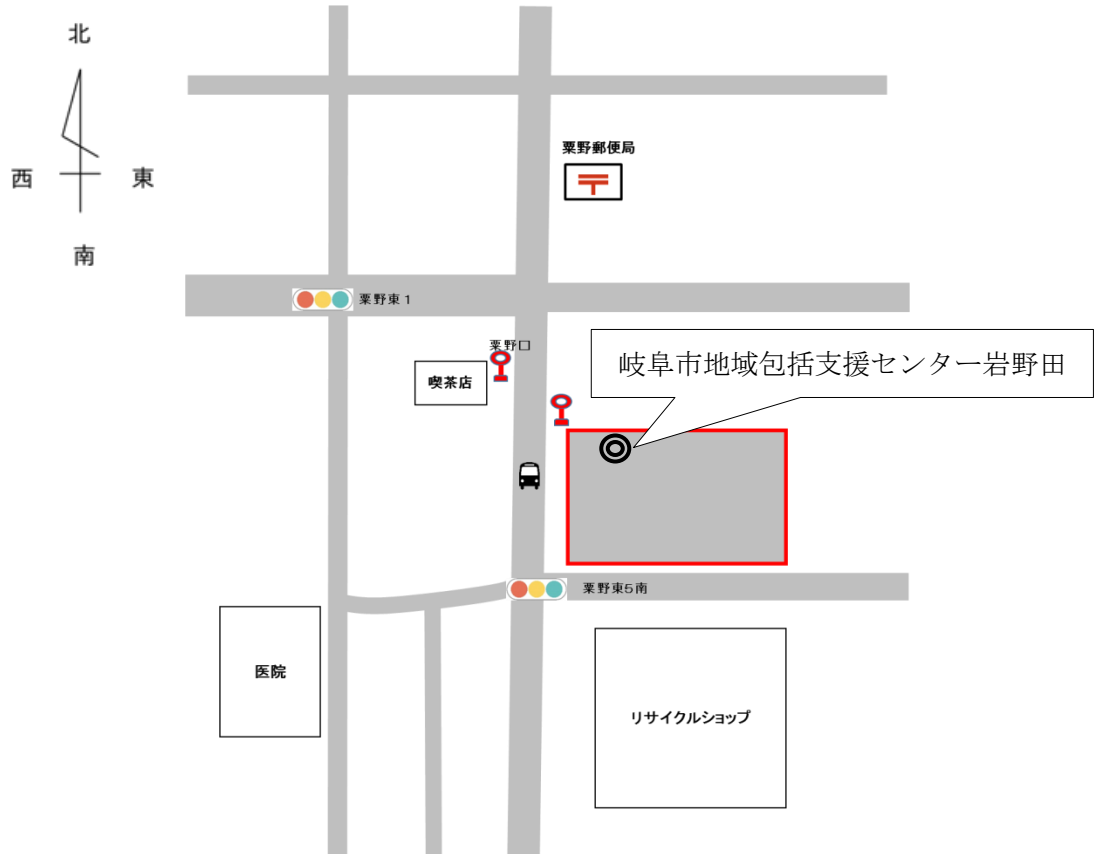 北
西
東
南
粟野郵便局
粟野東1
粟野口
喫茶店
岐阜市地域包括支援センター岩野田
粟野東5南
医院
リサイクルショップ